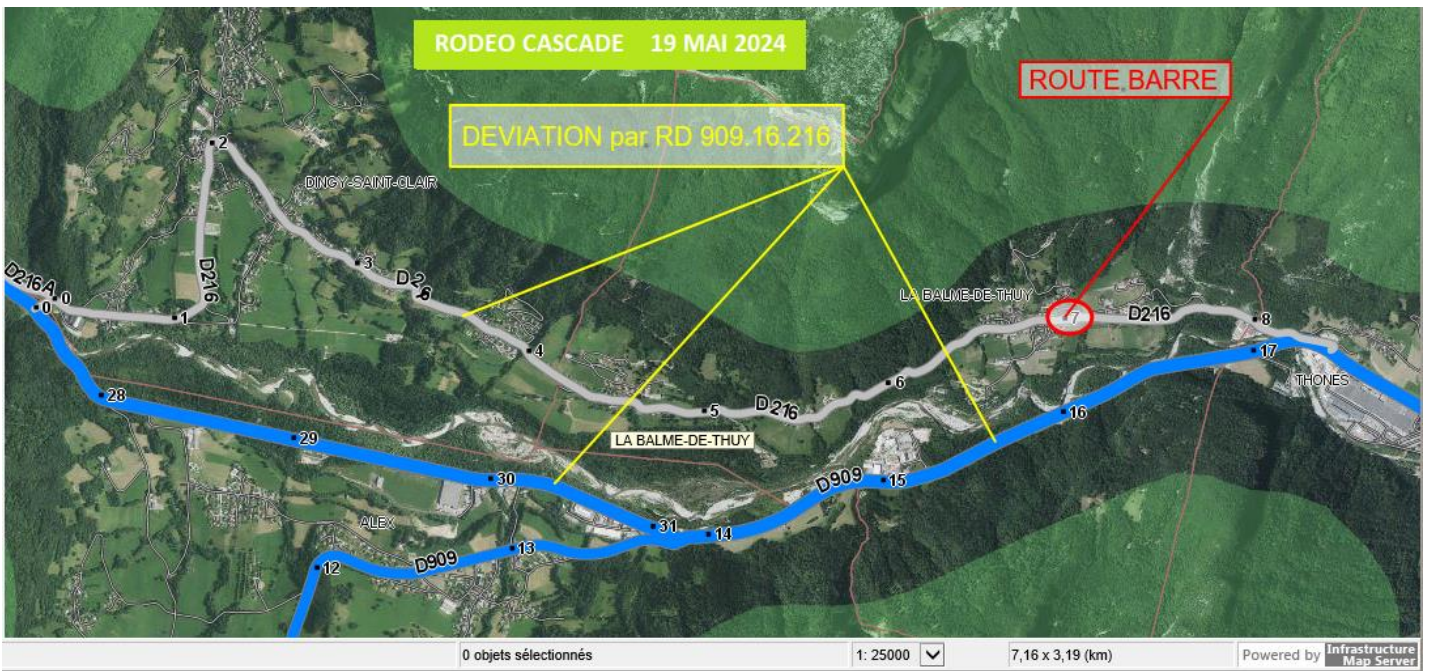 RODEO CASCADE 19 MAI 2024
ROUTE BARRE
DEVIATION par RD 909.16.216
2
DINGY-SAINT-CLAIR
3
D216A
0
0
D216
1
4
LA BALME-DE-THUY
7
D216
8
17
THONES
6
5
D216
16
28
29
LA BALME-DE-THUY
30
D909
15
31
14
ALEX
13
D909
12
0 objets sélectionnés
1: 25000
7,16 x 3,19 (km)
Powered by Infrastructure
Map Server